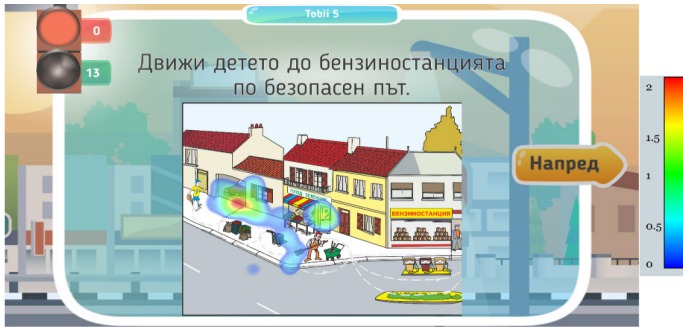 Tobii 5
0
13
Движи детето до бензиностанцията
по безопасен път.
Напред
БЕНЗИНОСТАНЦИЯ
2
1.5
1
0.5
0